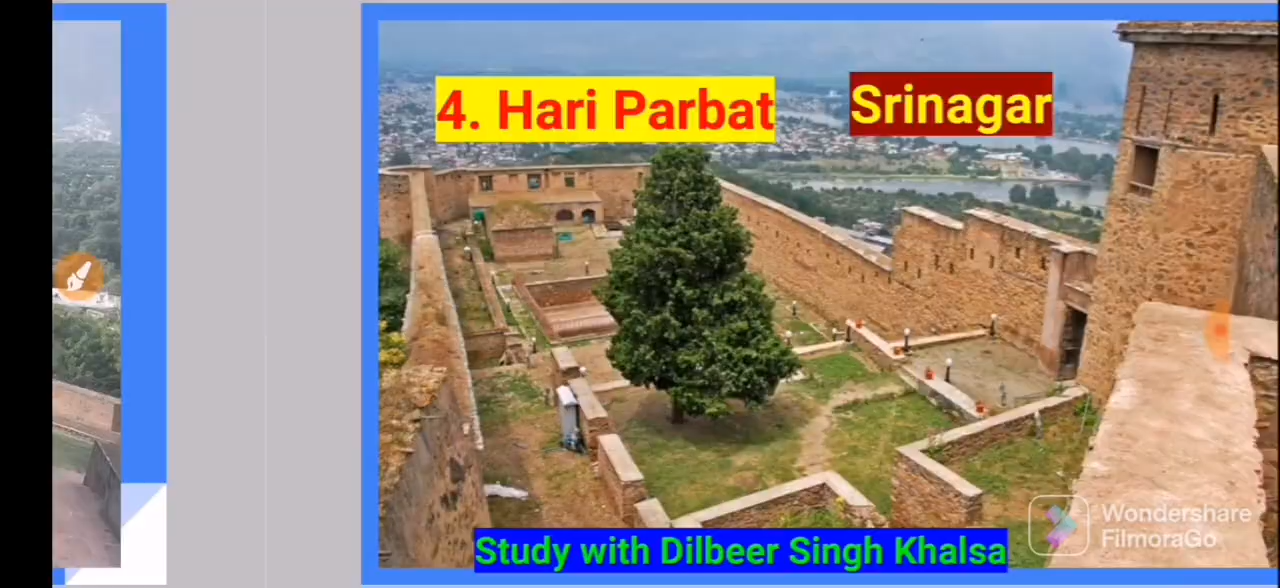 4. Hari Parbat
Srinagar
Study with Dilbeer Singh Khalsa
Wondershare
FilmoraGo